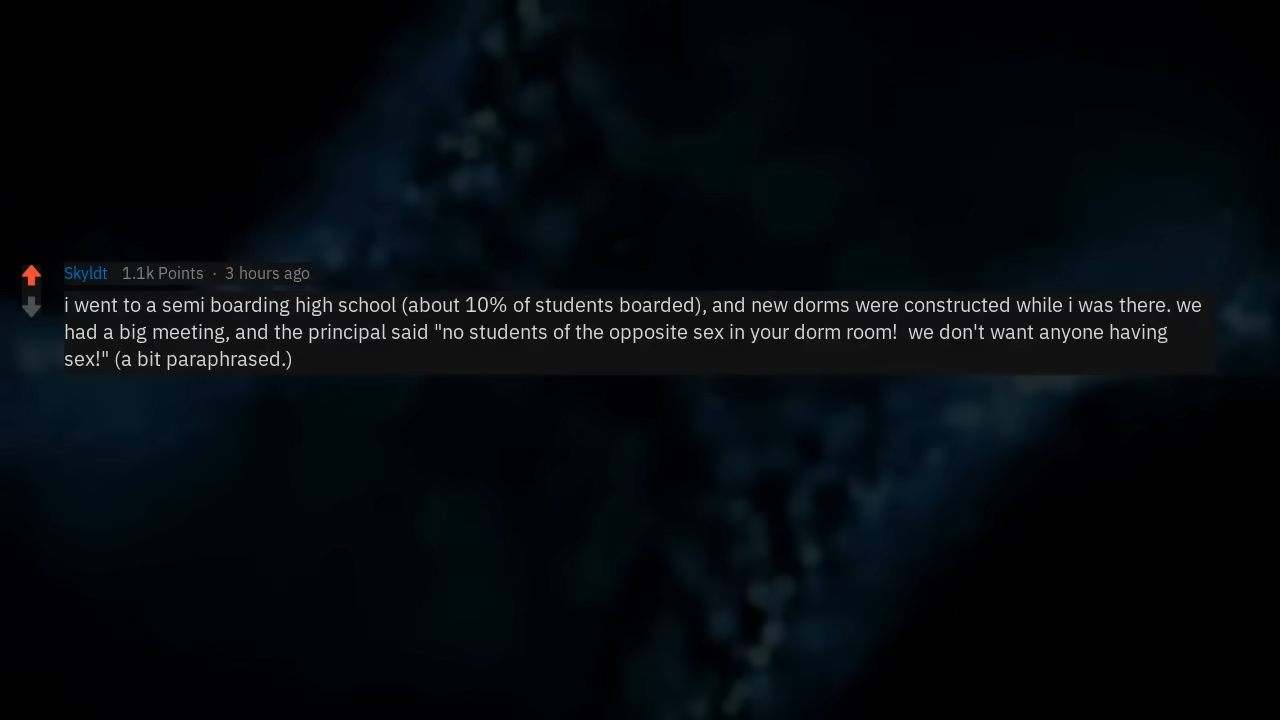 Skyldt 1.1k Points · 3 hours ago
i went to a semi boarding high school (about 10% of students boarded), and new dorms were constructed while i was there. we
had a big meeting, and the principal said "no students of the opposite sex in your dorm room!  we don't want anyone having
sex!" (a bit paraphrased.)